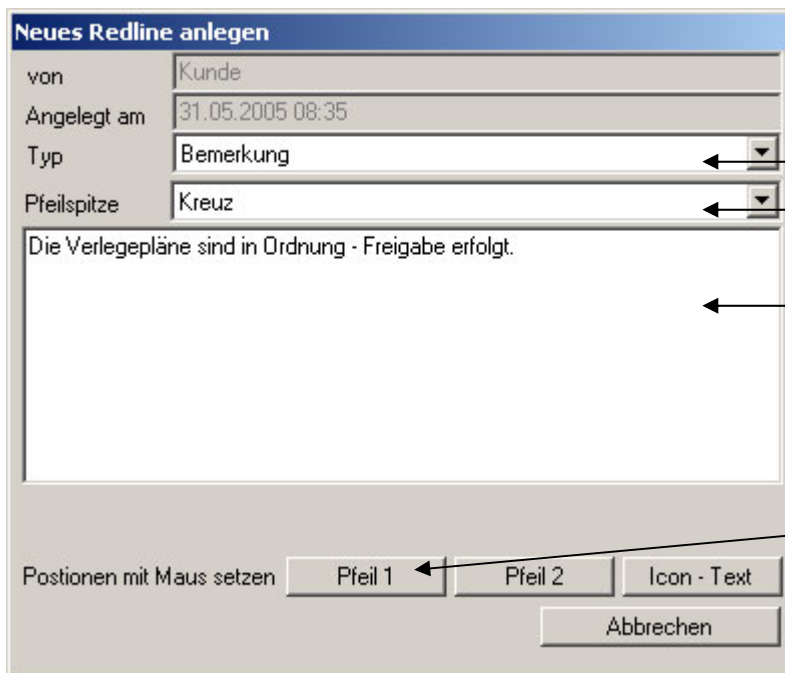 Neues Redline anlegen
von Kunde
Angelegt am 31.05.2005 08:35
Typ Bemerkung
Pfeilspitze Kreuz
Die Verlegepläne sind in Ordnung - Freigabe erfolgt.
Postionen mit Maus setzen Pfeil 1 Pfeil 2 Icon - Text
Abbrechen